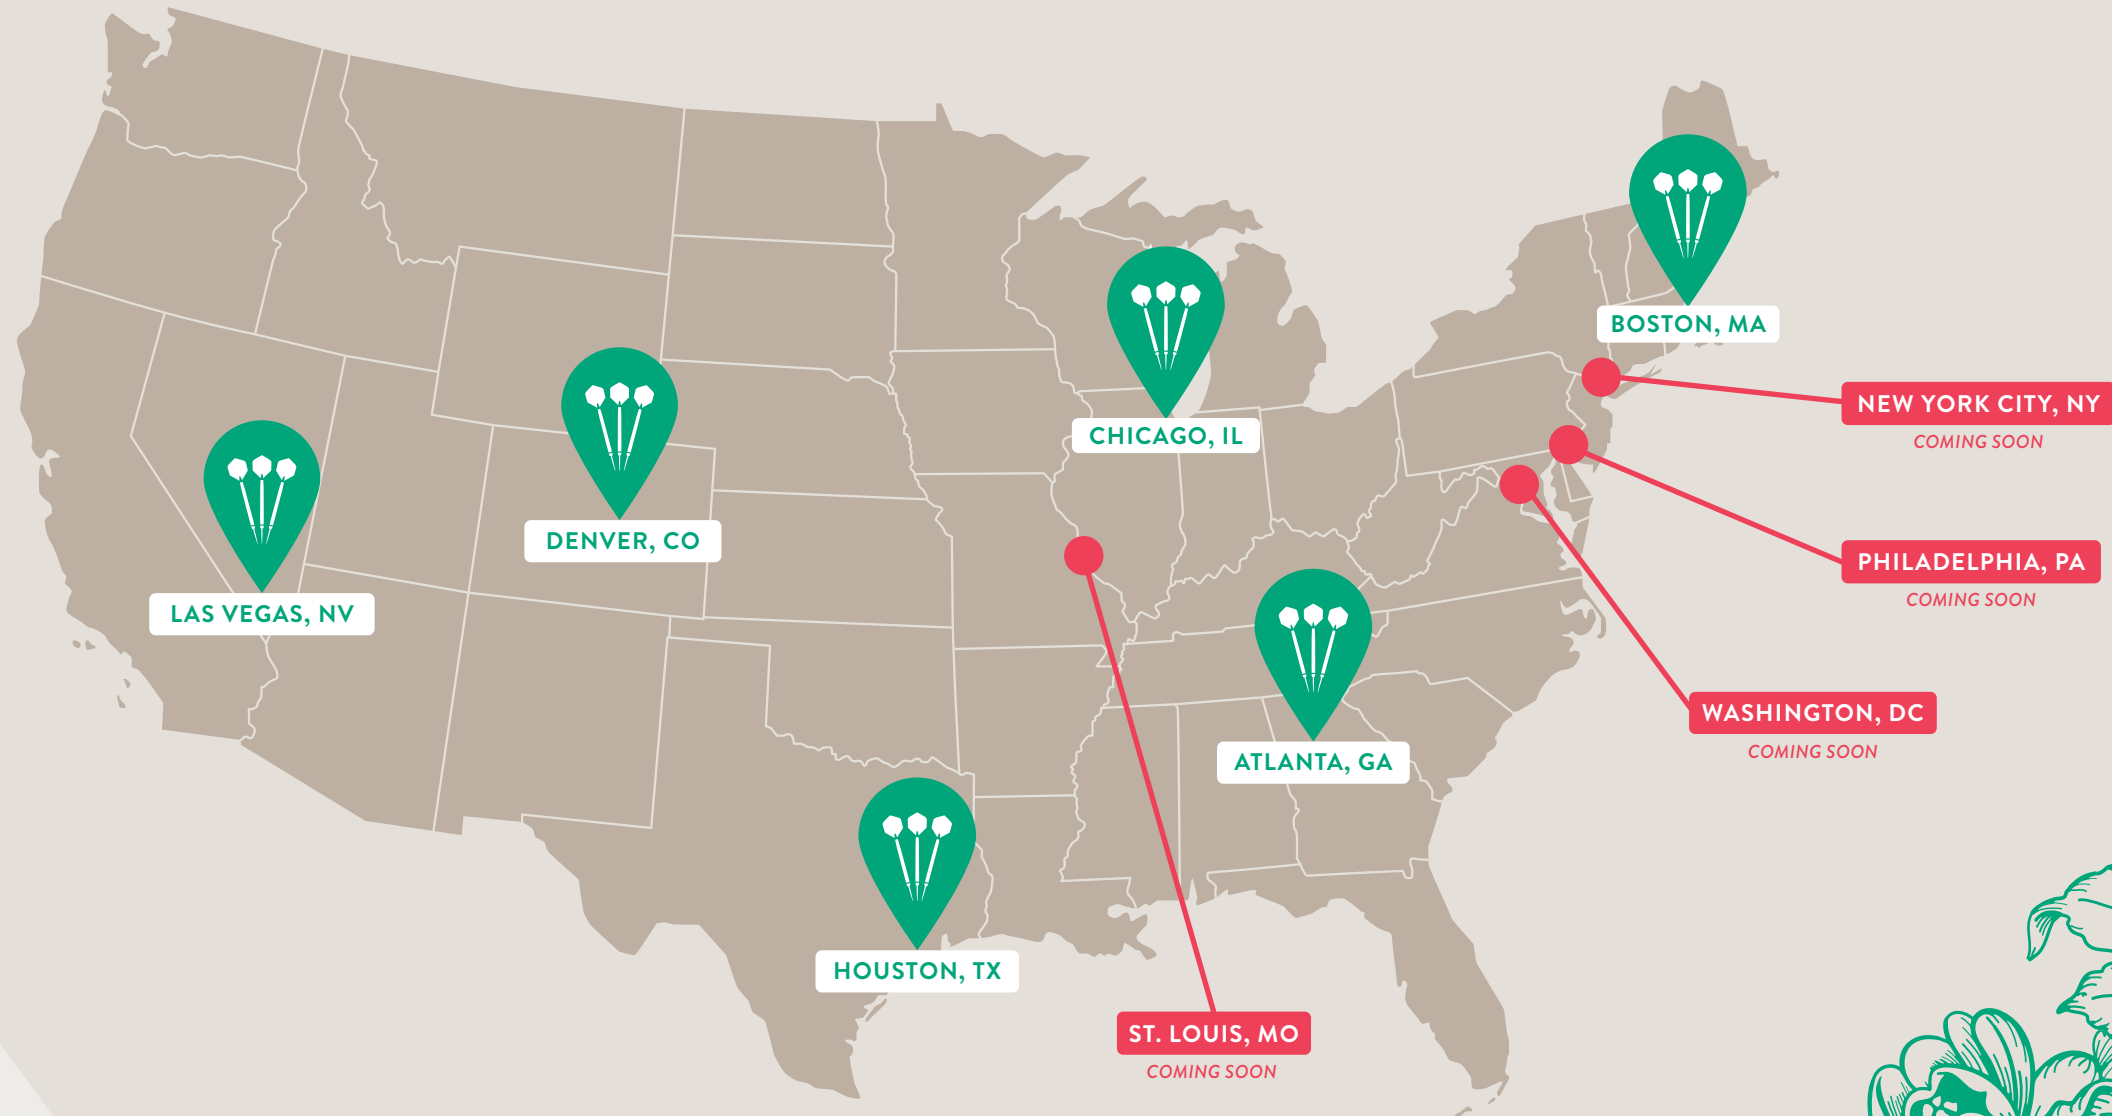 BOSTON, MA
NEW YORK CITY, NY
COMING SOON
CHICAGO, IL
DENVER, CO
PHILADELPHIA, PA
COMING SOON
LAS VEGAS, NV
WASHINGTON, DC
COMING SOON
ATLANTA, GA
HOUSTON, TX
ST. LOUIS, MO
COMING SOON